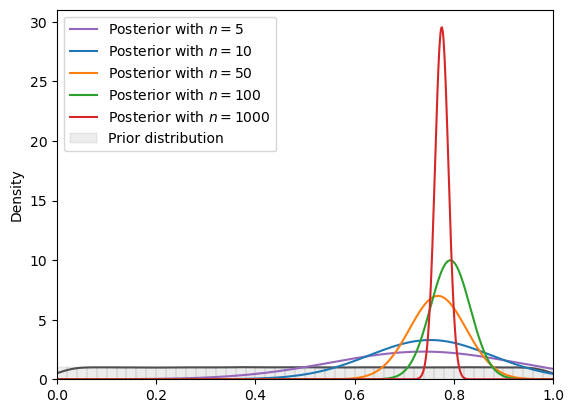 30
25
20
15
10
5
0
Density
Posterior with n = 5
Posterior with n = 10
Posterior with n = 50
Posterior with n = 100
Posterior with n = 1000
Prior distribution
0.0 0.2 0.4 0.6 0.8 1.0